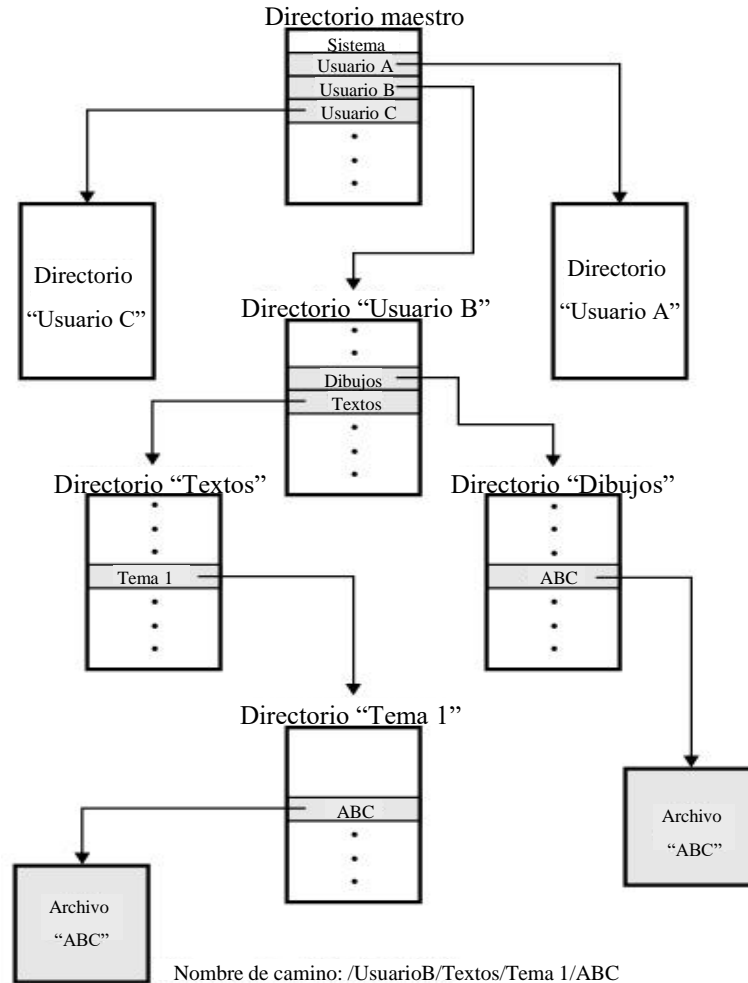 Directorio maestro
Sistema
Usuario A
Usuario B
Usuario C
Directorio
“Usuario C”
Directorio
“Usuario A”
Directorio “Usuario B”
Dibujos
Textos
Directorio “Textos”
Tema 1
Directorio “Dibujos”
ABC
Directorio “Tema 1”
ABC
Archivo
“ABC”
Archivo
“ABC”
Nombre de camino: /UsuarioB/Textos/Tema 1/ABC